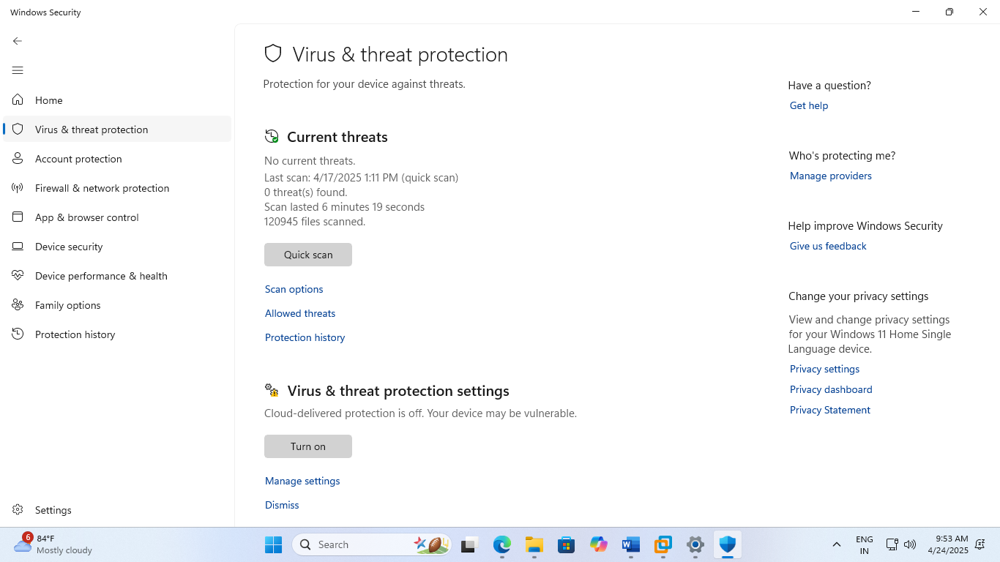 Windows Security
Home
Virus & threat protection
Account protection
Firewall & network protection
App & browser control
Device security
Device performance & health
Family options
Protection history
Settings
Virus & threat protection
Protection for your device against threats.
Current threats
No current threats.
Last scan: 4/17/2025 1:11 PM (quick scan)
0 threat(s) found.
Scan lasted 6 minutes 19 seconds
120945 files scanned.
Quick scan
Scan options
Allowed threats
Protection history
Virus & threat protection settings
Cloud-delivered protection is off. Your device may be vulnerable.
Turn on
Manage settings
Dismiss
Have a question?
Get help
Who's protecting me?
Manage providers
Help improve Windows Security
Give us feedback
Change your privacy settings
View and change privacy settings
for your Windows 11 Home Single
Language device.
Privacy settings
Privacy dashboard
Privacy Statement
6
84°F
Mostly cloudy
Search
W
ENG
IN
9:53 AM
4/24/2025